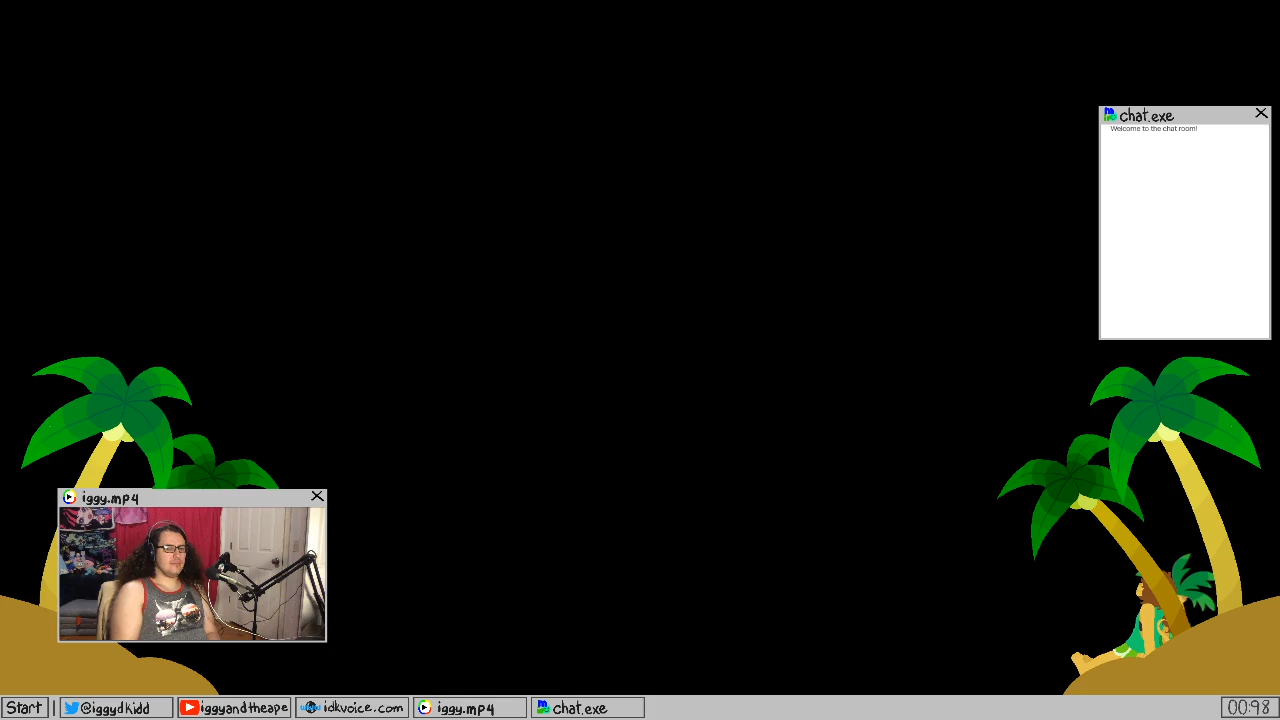 chat.exe
Welcome to the chat room!
iggy.mp4
Start | @iggydkidd iggyandtheape idkvoice.com iggy.mp4 chat.exe 00:98